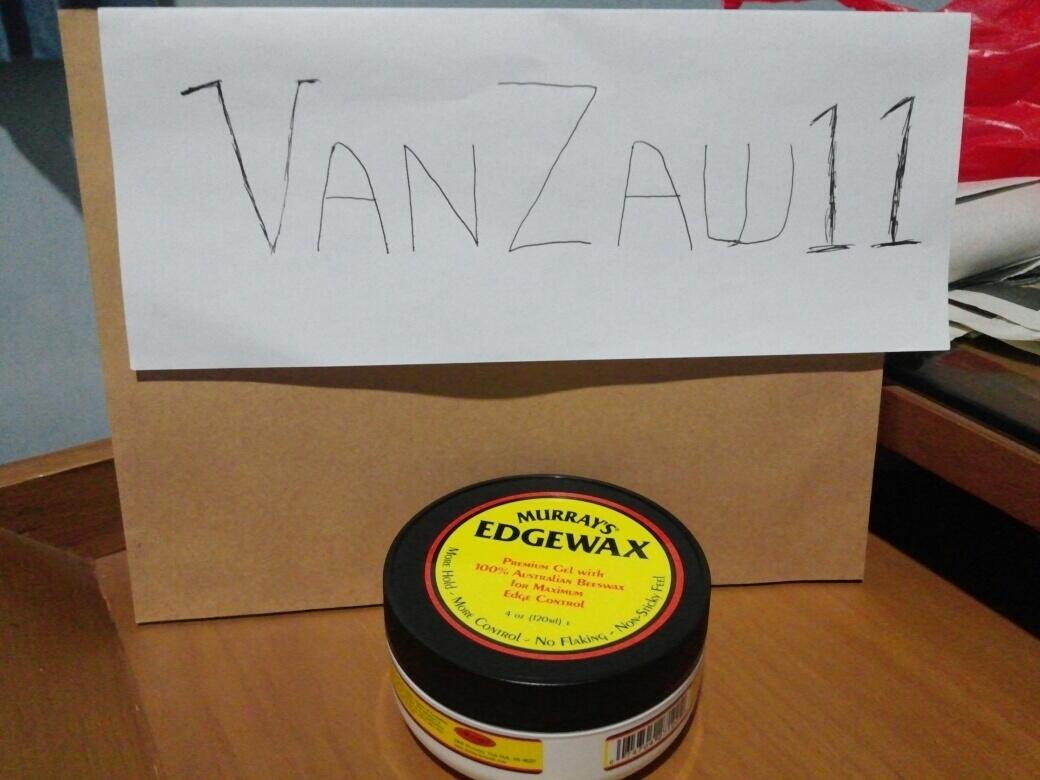 VANZAW11
MURRAY'S
EDGEWAX
PREMIUM GEL WITH
100% AUSTRALIAN BEESWAX
FOR MAXIMUM
EDGE CONTROL
4 oz (120ml) e
MORE HOLD - MORE CONTROL - NO FLAKING - NON-STICKY FEEL